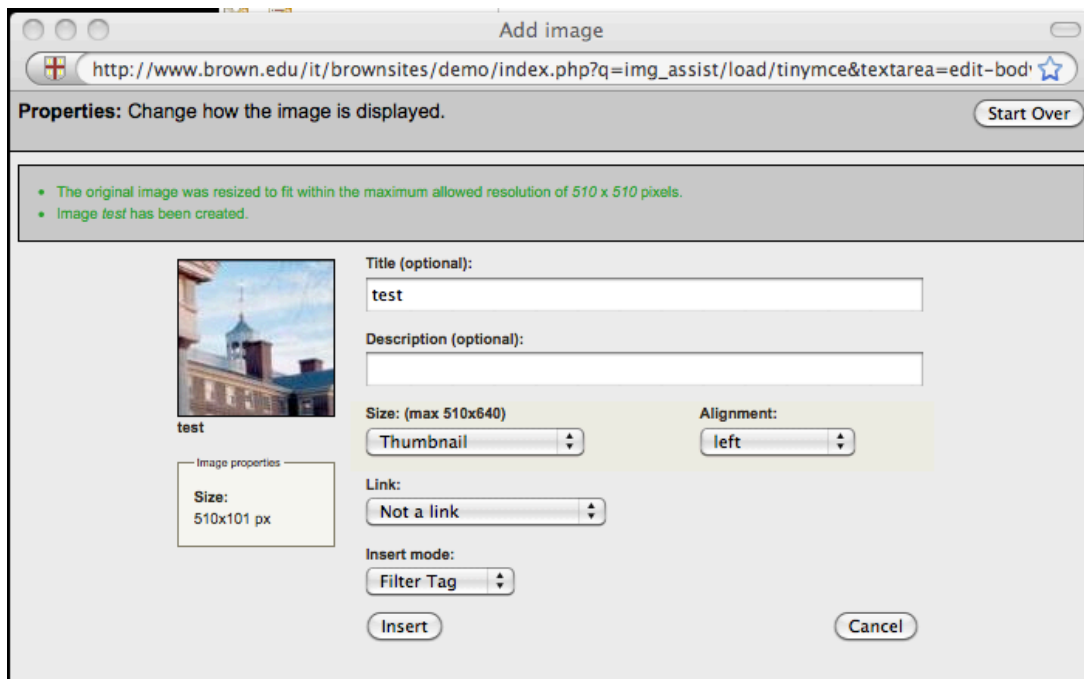 Add image
http://www.brown.edu/it/brownsites/demo/index.php?q=img_assist/load/tinymce&textarea=edit-body
Properties: Change how the image is displayed.
Start Over
The original image was resized to fit within the maximum allowed resolution of 510 x 510 pixels.
Image test has been created.
Title (optional):
test
Description (optional):
test
Size: (max 510x640)
Alignment:
Thumbnail
left
Image properties
Size:
510x101 px
Link:
Not a link
Insert mode:
Filter Tag
Insert
Cancel